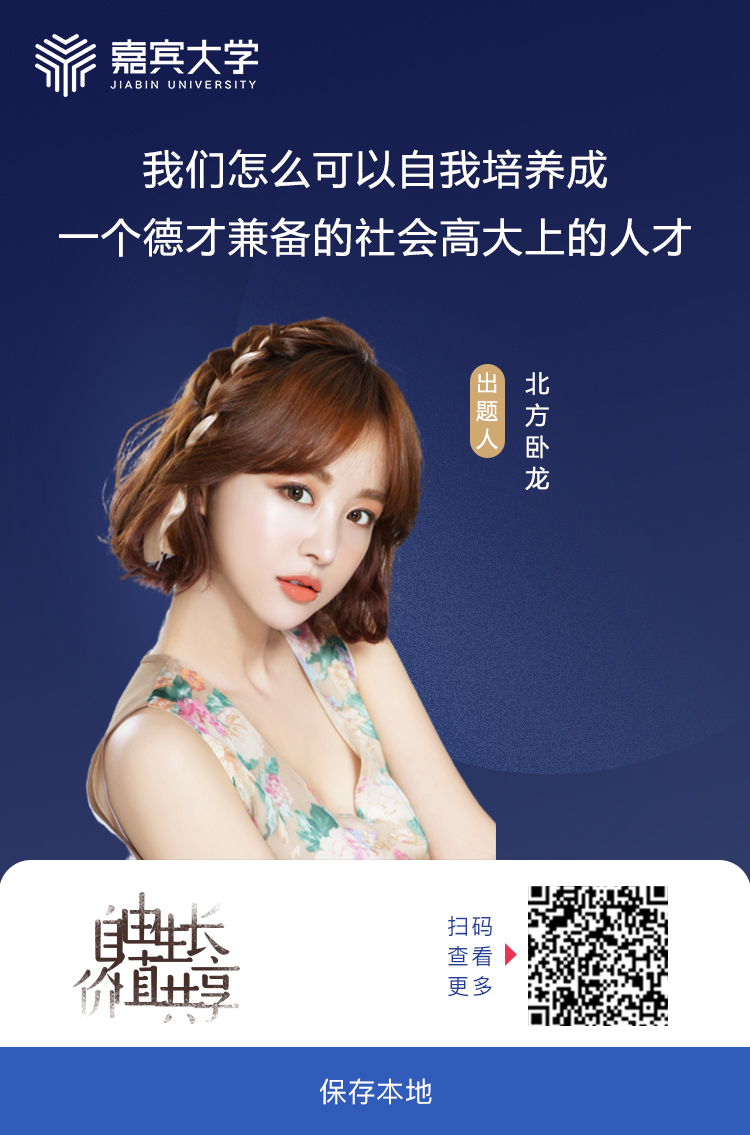 嘉宾大学
JIABIN UNIVERSITY
我们怎么可以自我培养成
一个德才兼备的社会高大上的人才
出题人
北方卧龙
自由生长
价值共享
扫码
查看
更多
保存本地